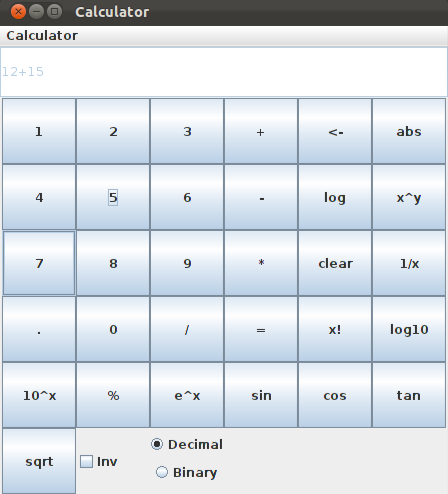 Calculator
Calculator
12+15
1 2 3 + <- abs
4 5 6 - log x^y
7 8 9 * clear 1/x
. 0 / = x! log10
10^x % e^x sin cos tan
sqrt Inv Decimal
Binary